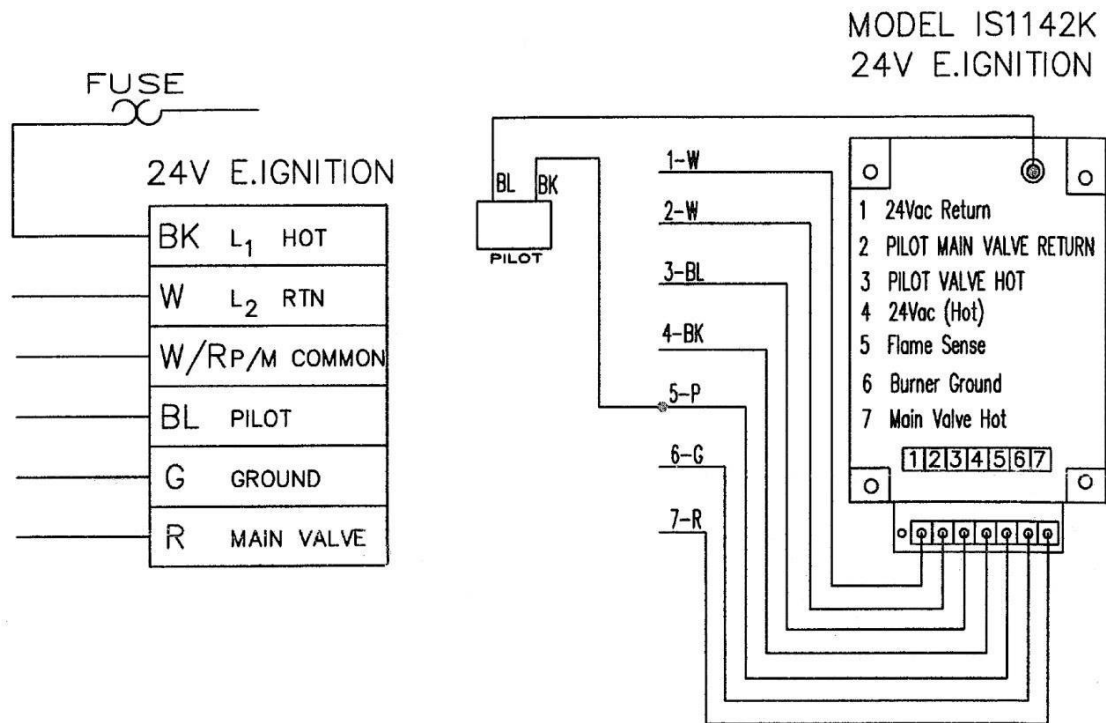 MODEL IS1142K
24V E.IGNITION
FUSE
24V E.IGNITION
BK L1 HOT
W L2 RTN
W/R P/M COMMON
BL PILOT
G GROUND
R MAIN VALVE
BL BK
PILOT
1-W
2-W
3-BL
4-BK
5-P
6-G
7-R
1 24Vac Return
2 PILOT MAIN VALVE RETURN
3 PILOT VALVE HOT
4 24Vac (Hot)
5 Flame Sense
6 Burner Ground
7 Main Valve Hot
1 2 3 4 5 6 7